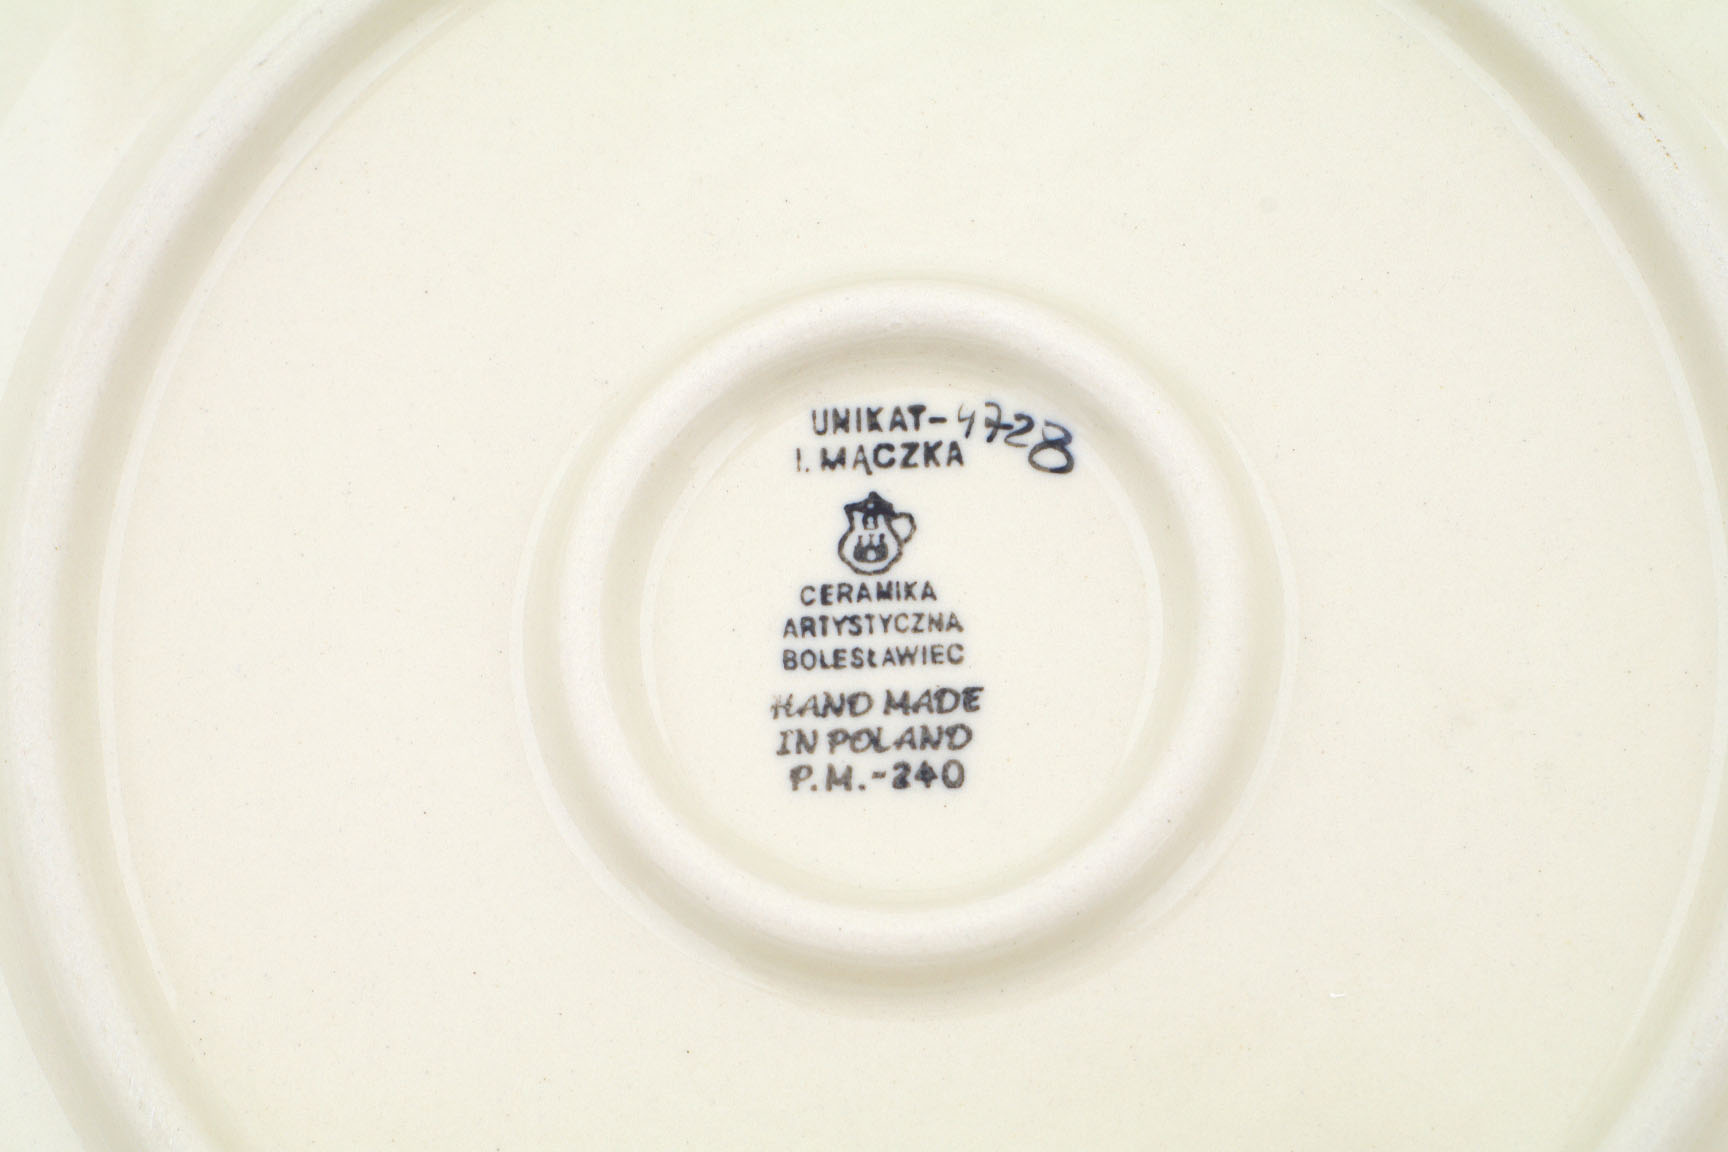 UNIKAT-4728
I. MĄCZKA
CERAMIKA
ARTYSTYCZNA
BOLESŁAWIEC
HAND MADE
IN POLAND
P.M.-240